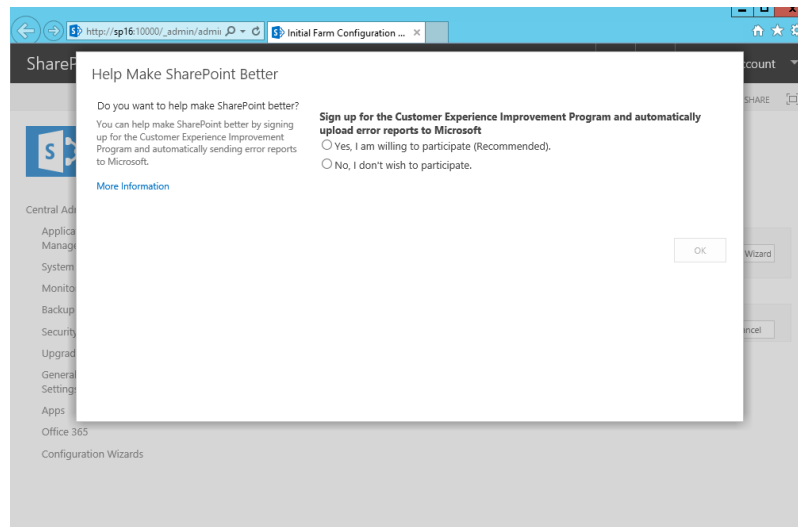 http://sp16:10000/_admin/admi
Initial Farm Configuration ...
ShareP
ccount
SHARE
Help Make SharePoint Better
Do you want to help make SharePoint better?
You can help make SharePoint better by signing
up for the Customer Experience Improvement
Program and automatically sending error reports
to Microsoft.
More Information
Sign up for the Customer Experience Improvement Program and automatically
upload error reports to Microsoft
Yes, I am willing to participate (Recommended).
No, I don't wish to participate.
OK
S
Wizard
ancel
Central Adm
Applica
Manage
System
Monito
Backup
Security
Upgrad
General
Settings
Apps
Office 365
Configuration Wizards